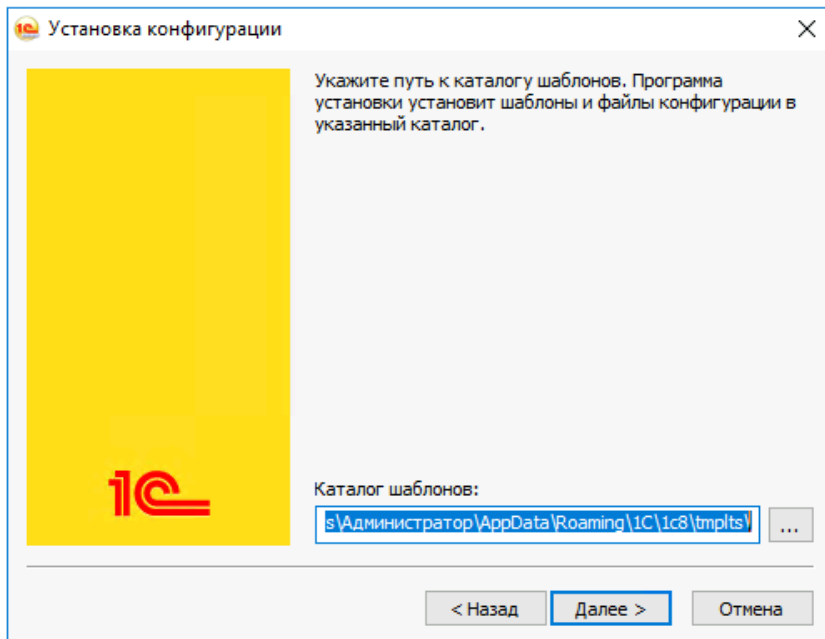 Установка конфигурации
Укажите путь к каталогу шаблонов. Программа
установки установит шаблоны и файлы конфигурации в
указанный каталог.
1С
Каталог шаблонов:
s\Администратор\AppData\Roaming\1C\1c8\tmplts\
...
< Назад
Далее >
Отмена